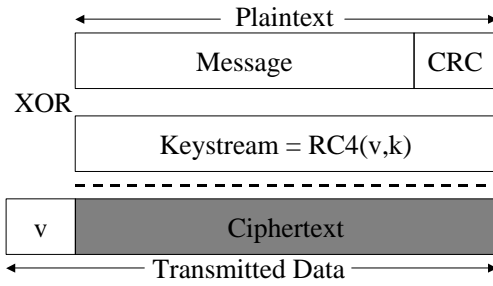 Plaintext
Message CRC
XOR
Keystream = RC4(v,k)
v Ciphertext
Transmitted Data